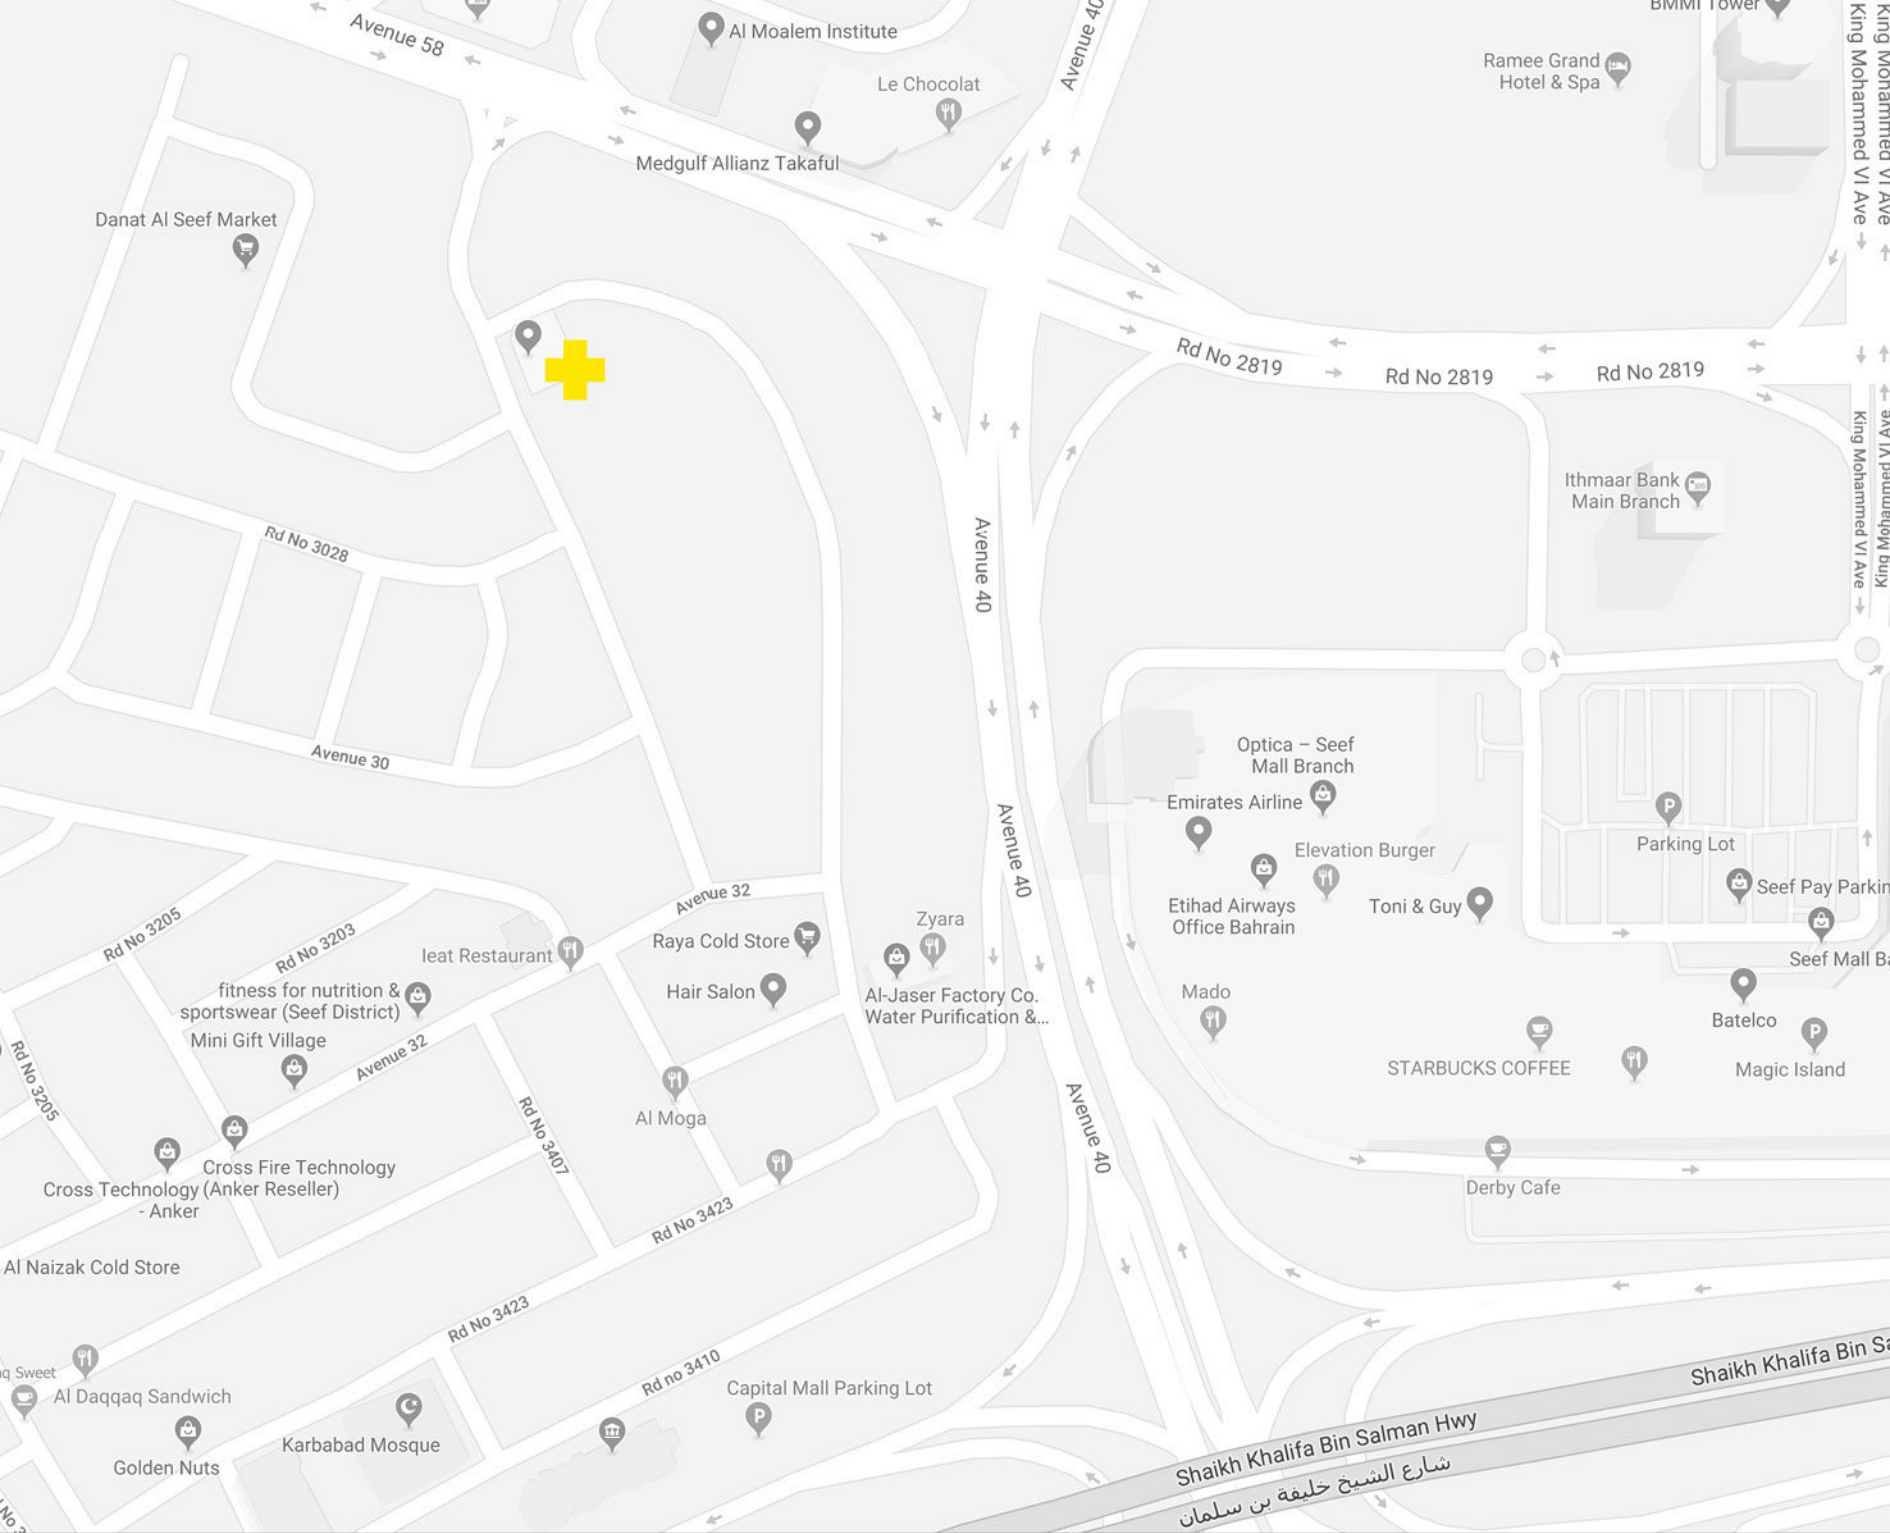 BMMI Tower
Avenue 58
Al Moalem Institute
Avenue 40
Le Chocolat
Ramee Grand
Hotel & Spa
King Mohammed VI Ave
King Mohammed VI Ave
Medgulf Allianz Takaful
Danat Al Seef Market
Rd No 2819
Rd No 2819
Rd No 2819
Ithmaar Bank
Main Branch
King Mohammed VI Ave
King Mohammed VI Ave
Rd No 3028
Avenue 40
Avenue 30
Optica – Seef
Mall Branch
Emirates Airline
Elevation Burger
Parking Lot
Avenue 40
Etihad Airways
Office Bahrain
Toni & Guy
Seef Pay Parkin
Avenue 32
Zyara
Raya Cold Store
Rd No 3205
Rd No 3203
Ieat Restaurant
Seef Mall Ba
Hair Salon
Al-Jaser Factory Co.
Water Purification &...
fitness for nutrition &
sportswear (Seef District)
Mado
Batelco
Mini Gift Village
Avenue 32
STARBUCKS COFFEE
Magic Island
Rd No 3205
Rd No 3407
Al Moga
Avenue 40
Cross Fire Technology
(Anker Reseller)
Cross Technology
- Anker
Derby Cafe
Rd No 3423
Al Naizak Cold Store
Rd No 3423
Rd no 3410
Shaikh Khalifa Bin Sa
q Sweet
Al Daqqaq Sandwich
Capital Mall Parking Lot
Karbabad Mosque
Golden Nuts
Shaikh Khalifa Bin Salman Hwy
شارع الشيخ خليفة بن سلمان